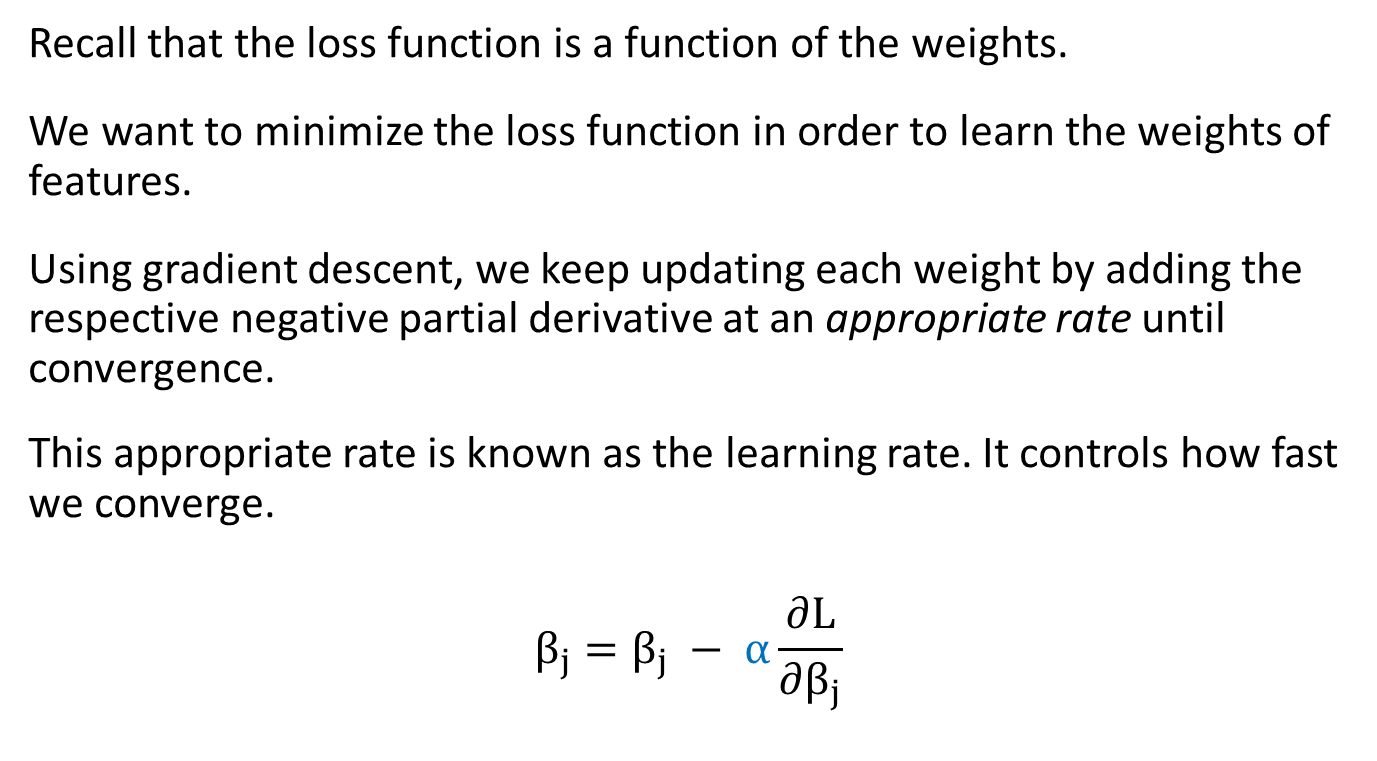 Recall that the loss function is a function of the weights.
We want to minimize the loss function in order to learn the weights of
features.
Using gradient descent, we keep updating each weight by adding the
respective negative partial derivative at an appropriate rate until
convergence.
This appropriate rate is known as the learning rate. It controls how fast
we converge.
βj = βj − α ∂L/∂βj